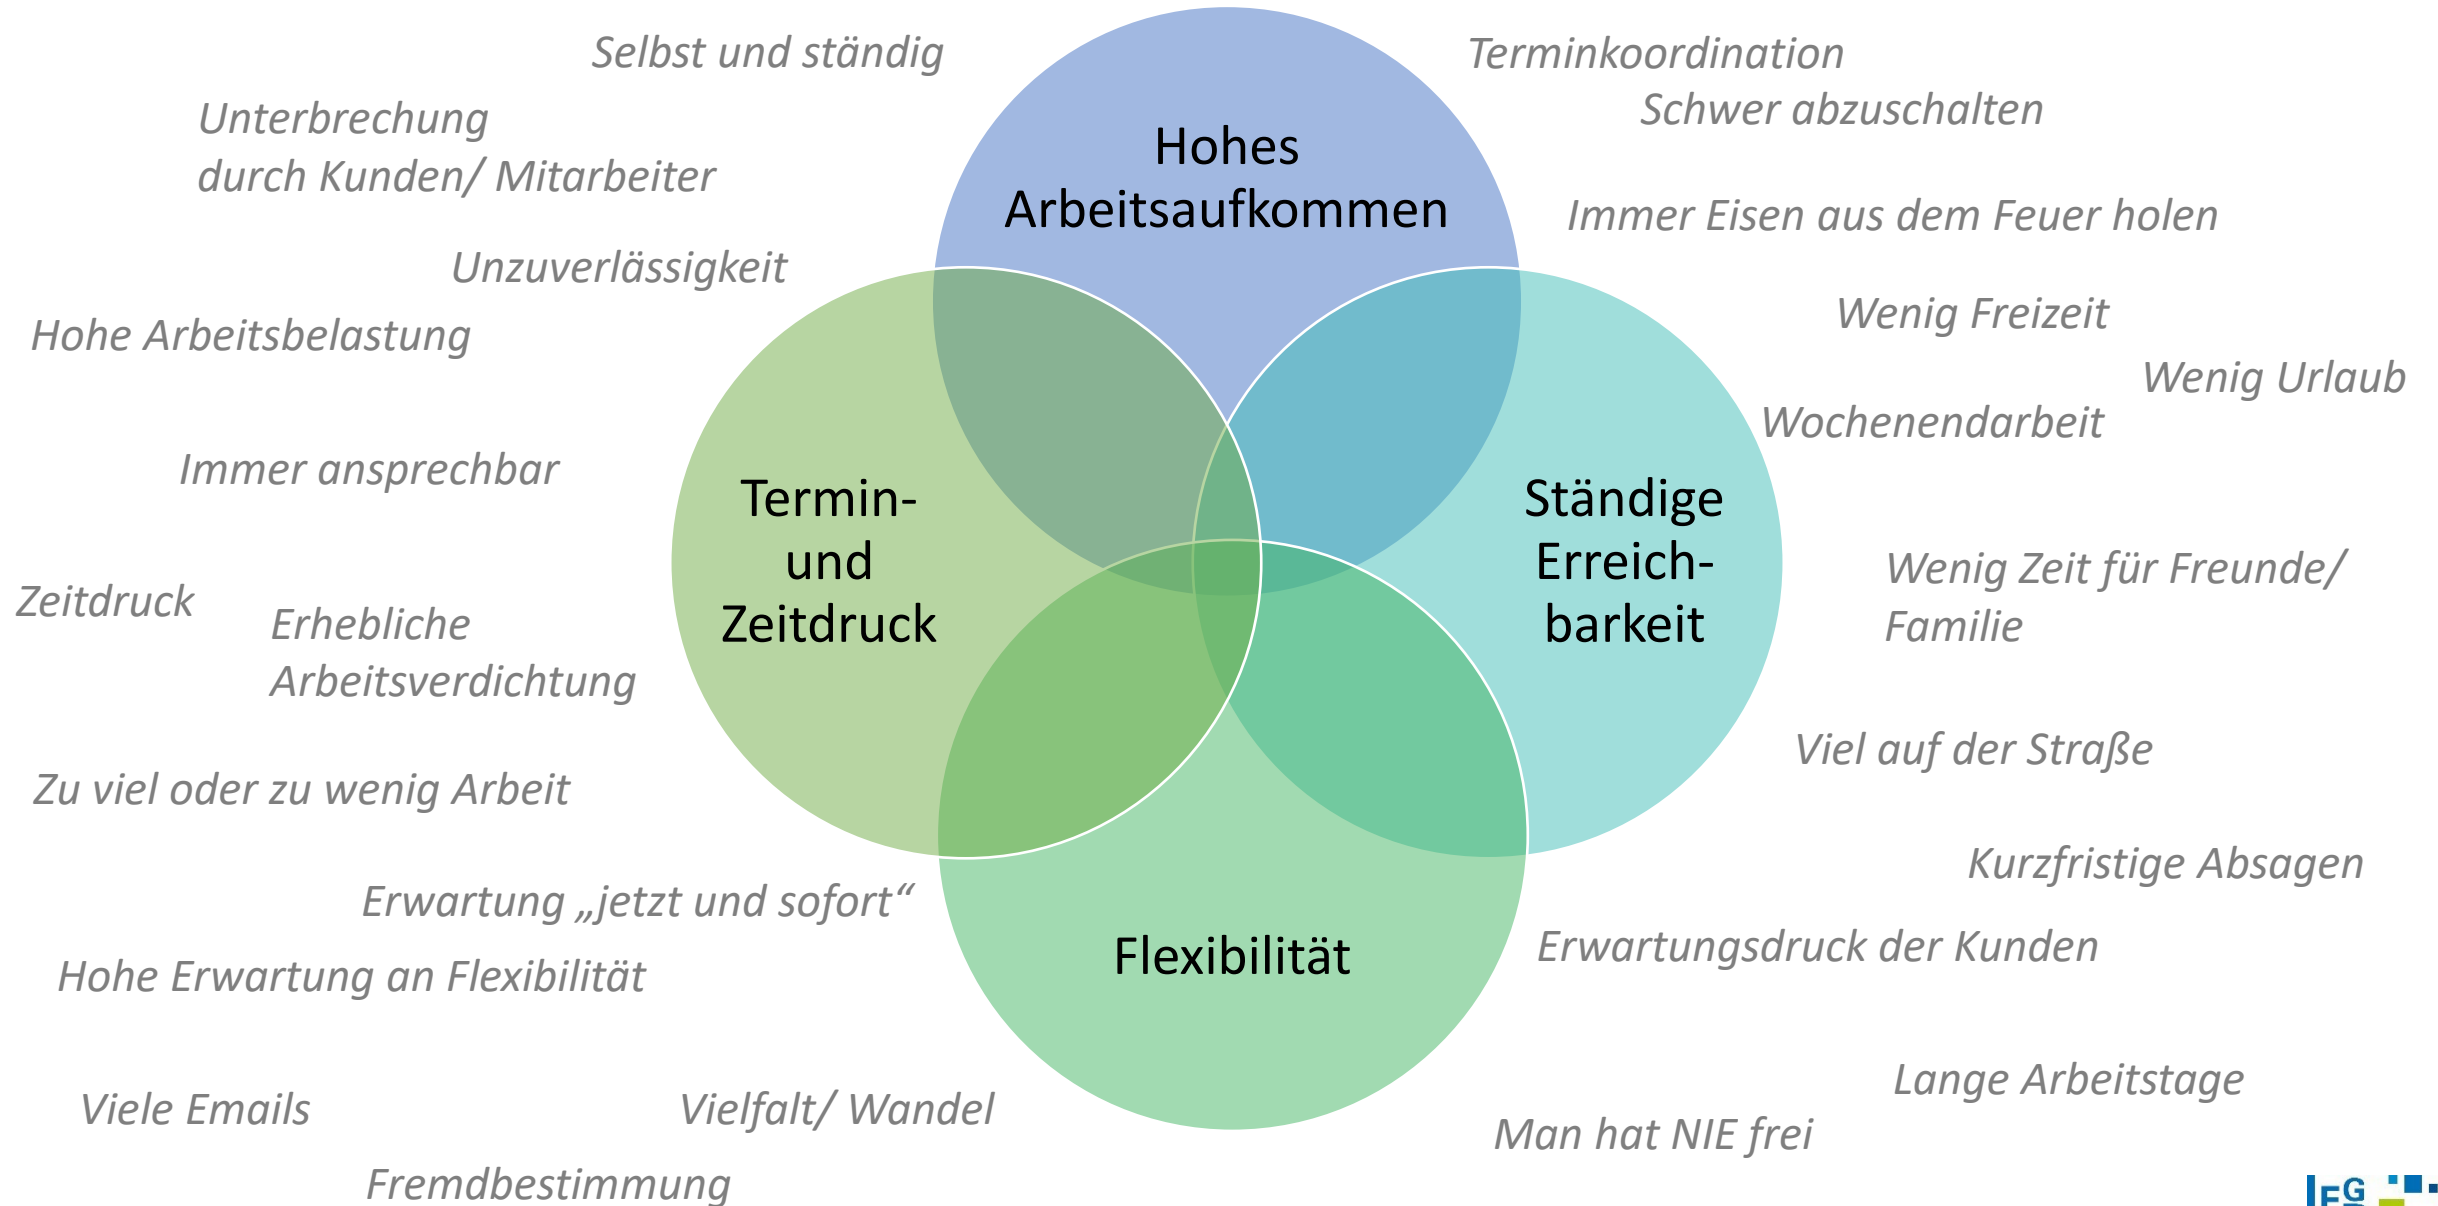 Selbst und ständig
Terminkoordination
Unterbrechung
durch Kunden/ Mitarbeiter
Schwer abzuschalten
Hohes
Arbeitsaufkommen
Immer Eisen aus dem Feuer holen
Unzuverlässigkeit
Hohe Arbeitsbelastung
Wenig Freizeit
Wenig Urlaub
Wochenendarbeit
Immer ansprechbar
Termin-
und
Zeitdruck
Ständige
Erreich-
barkeit
Zeitdruck
Erhebliche
Arbeitsverdichtung
Wenig Zeit für Freunde/
Familie
Viel auf der Straße
Zu viel oder zu wenig Arbeit
Kurzfristige Absagen
Erwartung „jetzt und sofort“
Flexibilität
Erwartungsdruck der Kunden
Hohe Erwartung an Flexibilität
Lange Arbeitstage
Viele Emails
Vielfalt/ Wandel
Man hat NIE frei
Fremdbestimmung